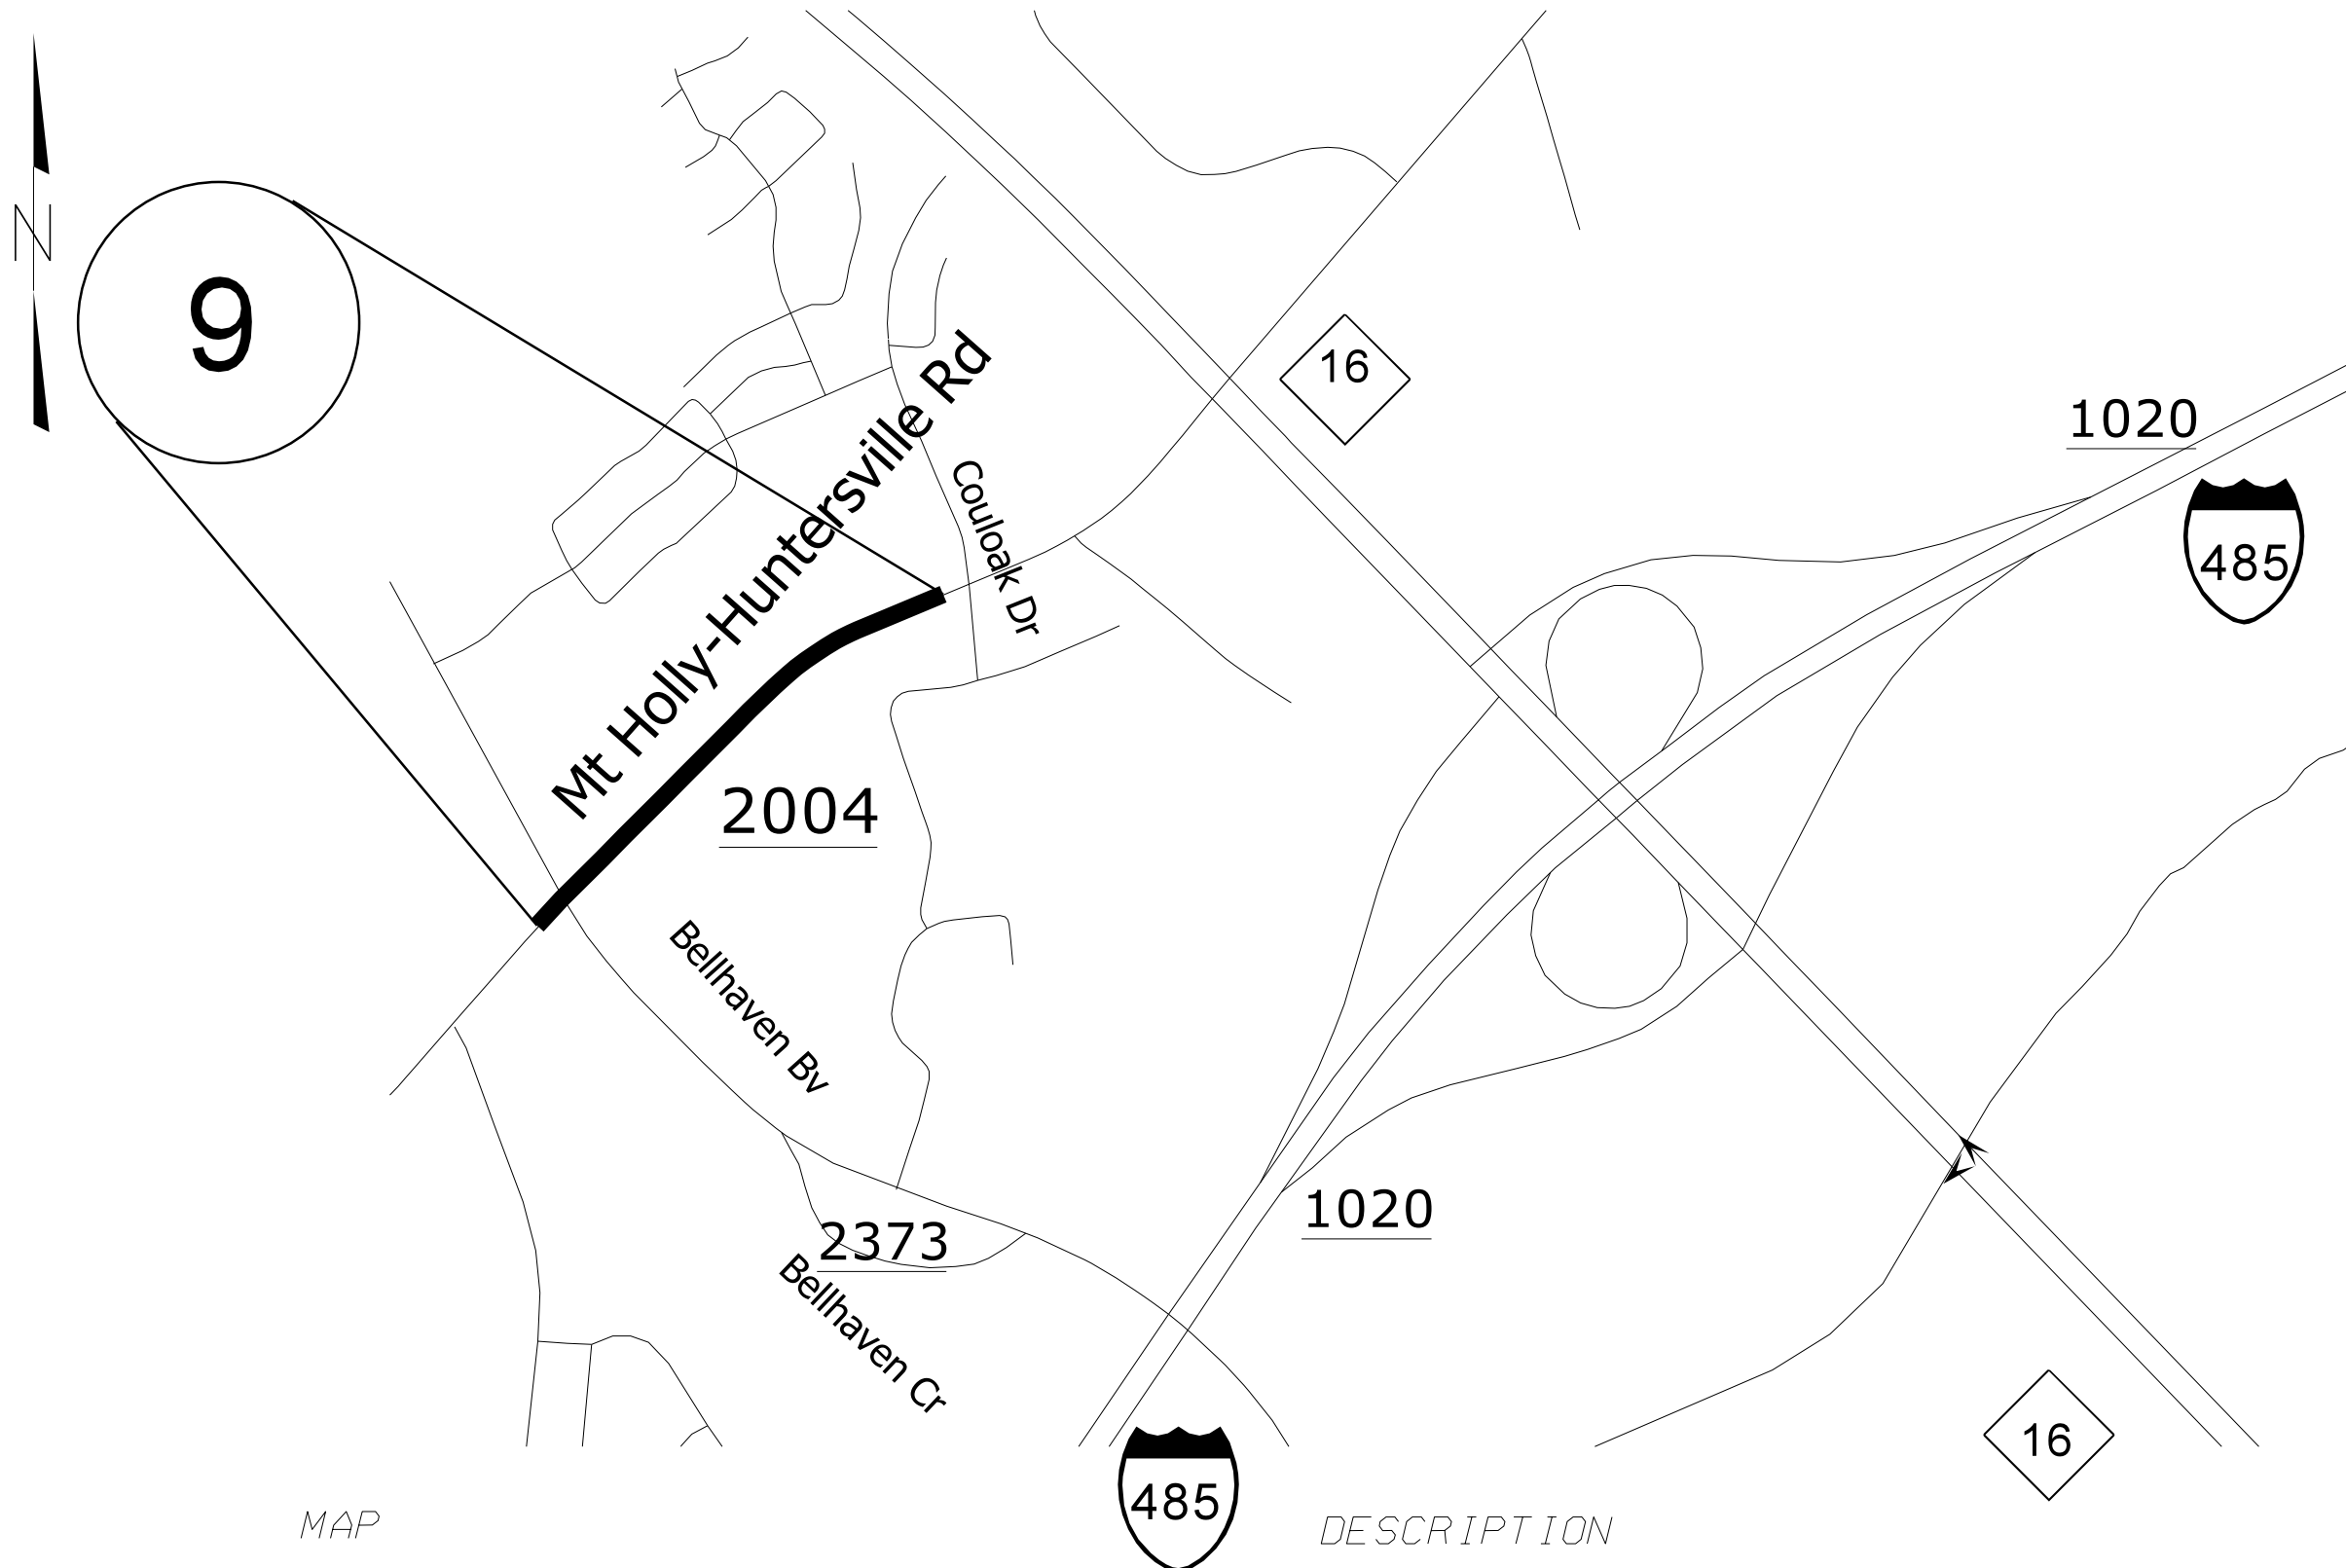 N
9
16
1020
485
Mt Holly-Huntersville Rd
Couloak Dr
2004
Bellhaven Bv
1020
2373
Bellhaven Cr
16
485
MAP
DESCRIPTION